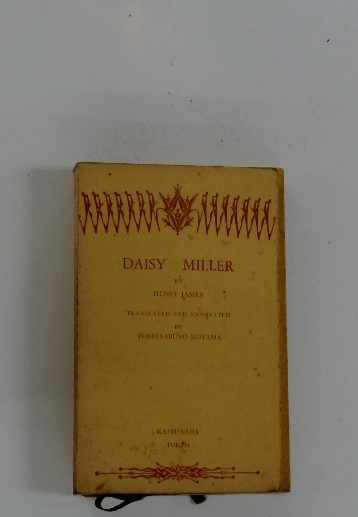 DAISY MILLER
BY
HENRY JAMES
TRANSLATED AND ANNOTATED
BY
TOSHISABURO KOYAMA
KAIBUNSHA
TOKYO